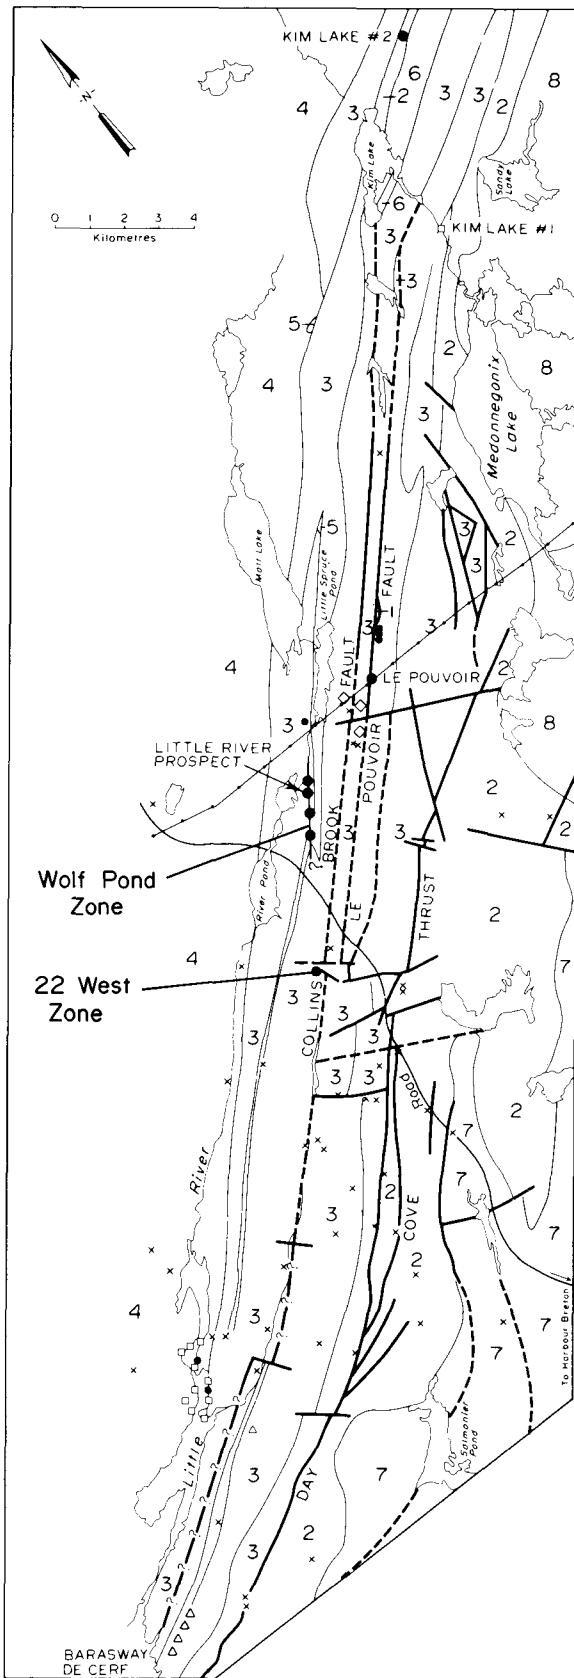 KIM LAKE #2
8
6
3
3
2
4
3
2
N
Kim Lake
Sandy Lake
6
0 1 2 3 4
Kilometres
3
KIM LAKE #1
3
5
2
4
3
8
3
Medonnegonix
Lake
5
3
2
Moll Lake
Little Spruce
Pond
3
FAULT
3
3
4
FAULT
2
LE POUVOIR
3
8
LITTLE RIVER
PROSPECT
POUVOIR
2
2
BROOK
3
3
?
Wolf Pond
Zone
River Pond
LE
THRUST
2
4
7
22 West
Zone
3
COLLINS
3
3
3
3
3
Road
2
River
2
7
3
COVE
2
7
7
4
3
?
7
7
To Harbour Breton
Little
Salmonier
Pond
DAY
7
3
2
3
3
BARASWAY
DE CERF